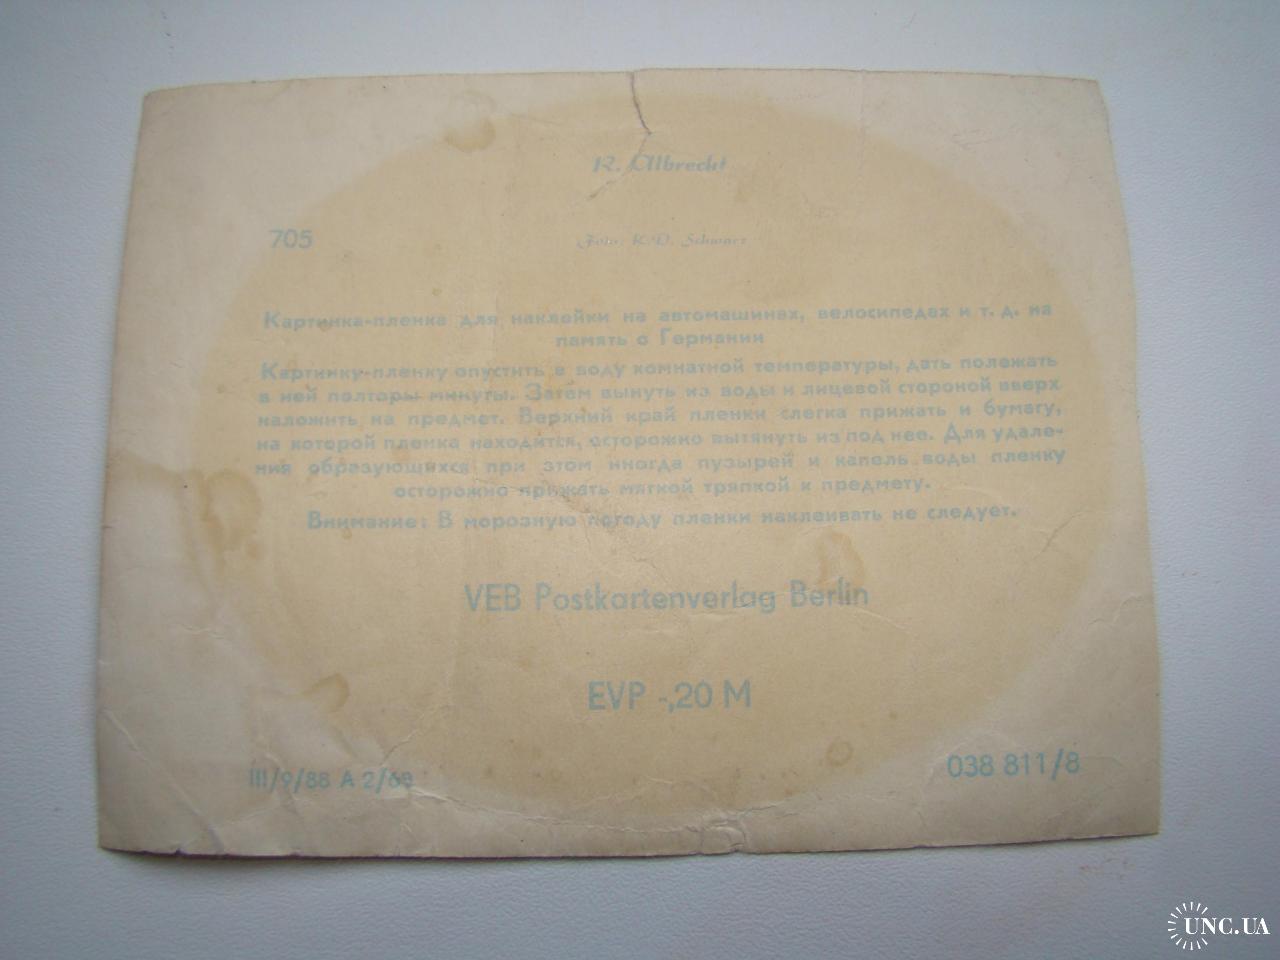 R. Albrecht
705
Foto: K.D. Schwarz
Картинка-пленка для наклейки на автомашинах, велосипедах и т. д. на
память о Германии
Картинку-пленку опустить в воду комнатной температуры, дать полежать
в ней полторы минуты. Затем вынуть из воды и лицевой стороной вверх
наложить на предмет. Верхний край пленки слегка прижать и бумагу,
на которой пленка находится, осторожно вытянуть из под нее. Для удале-
ния образующихся при этом иногда пузырей и капель воды пленку
осторожно прижать мягкой тряпкой к предмету.
Внимание: В морозную погоду пленки наклеивать не следует.
VEB Postkartenverlag Berlin
EVP -,20 M
III/9/88 A 2/68
038 811/8
UNC.UA